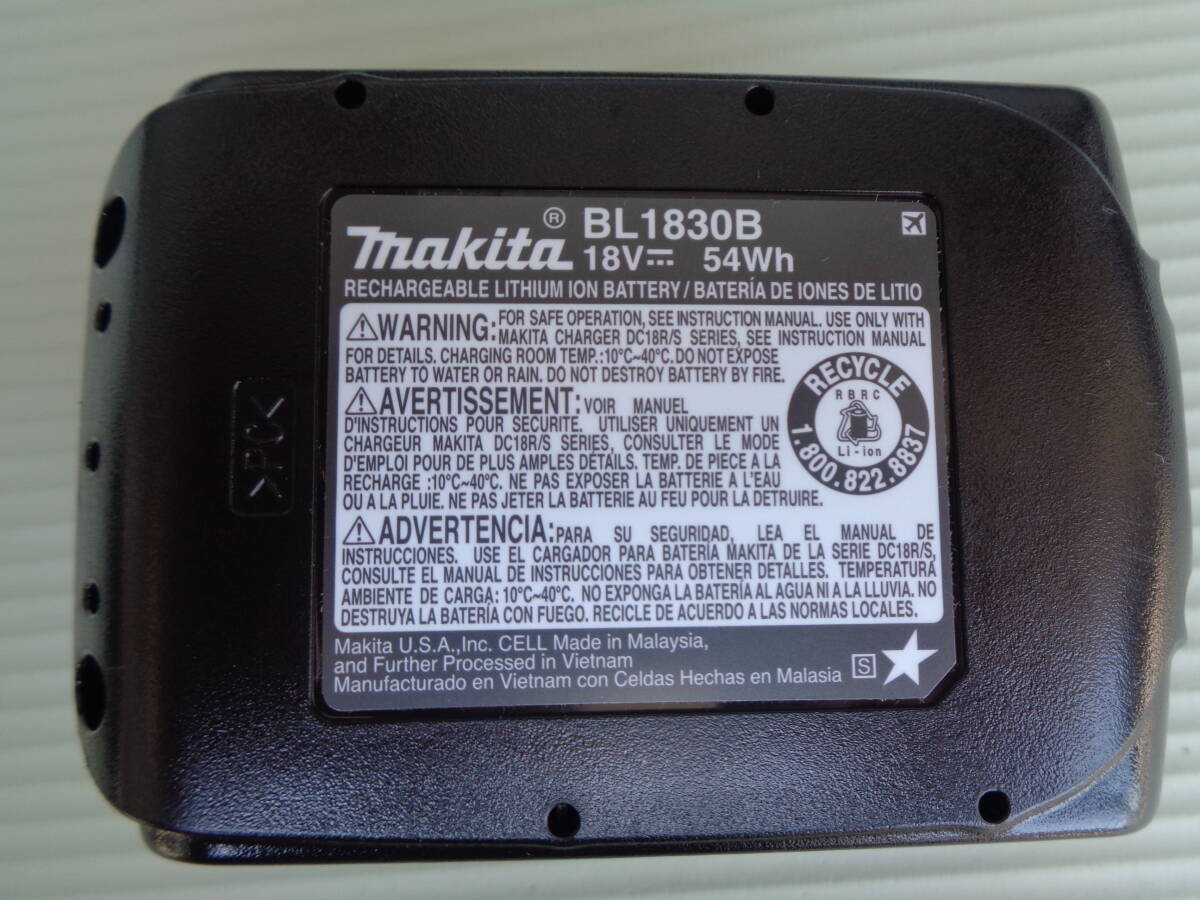 makita® BL1830B
18V⎓ 54Wh
RECHARGEABLE LITHIUM ION BATTERY / BATERÍA DE IONES DE LITIO
⚠WARNING: FOR SAFE OPERATION, SEE INSTRUCTION MANUAL. USE ONLY WITH
MAKITA CHARGER DC18R/S SERIES, SEE INSTRUCTION MANUAL
FOR DETAILS. CHARGING ROOM TEMP.:10°C~40°C. DO NOT EXPOSE
BATTERY TO WATER OR RAIN. DO NOT DESTROY BATTERY BY FIRE.
⚠AVERTISSEMENT: VOIR MANUEL
D'INSTRUCTIONS POUR SECURITE. UTILISER UNIQUEMENT UN
CHARGEUR MAKITA DC18R/S SERIES, CONSULTER LE MODE
D'EMPLOI POUR DE PLUS AMPLES DÉTAILS. TEMP. DE PIECE A LA
RECHARGE :10°C~40°C. NE PAS EXPOSER LA BATTERIE A L'EAU
OU A LA PLUIE. NE PAS JETER LA BATTERIE AU FEU POUR LA DETRUIRE.
RECYCLE
RBRC
Li-ion
1.800.822.8837
⚠ADVERTENCIA: PARA SU SEGURIDAD, LEA EL MANUAL DE
INSTRUCCIONES. USE EL CARGADOR PARA BATERÍA MAKITA DE LA SERIE DC18R/S,
CONSULTE EL MANUAL DE INSTRUCCIONES PARA OBTENER DETALLES. TEMPERATURA
AMBIENTE DE CARGA: 10°C~40°C. NO EXPONGA LA BATERÍA AL AGUA NI A LA LLUVIA. NO
DESTRUYA LA BATERÍA CON FUEGO. RECICLE DE ACUERDO A LAS NORMAS LOCALES.
Makita U.S.A.,Inc. CELL Made in Malaysia,
and Further Processed in Vietnam
Manufacturado en Vietnam con Celdas Hechas en Malasia S
>PC<